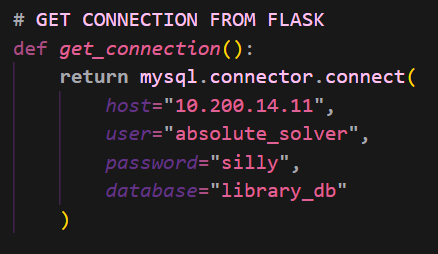 # GET CONNECTION FROM FLASK
def get_connection():
    return mysql.connector.connect(
        host="10.200.14.11",
        user="absolute_solver",
        password="silly",
        database="library_db"
    )